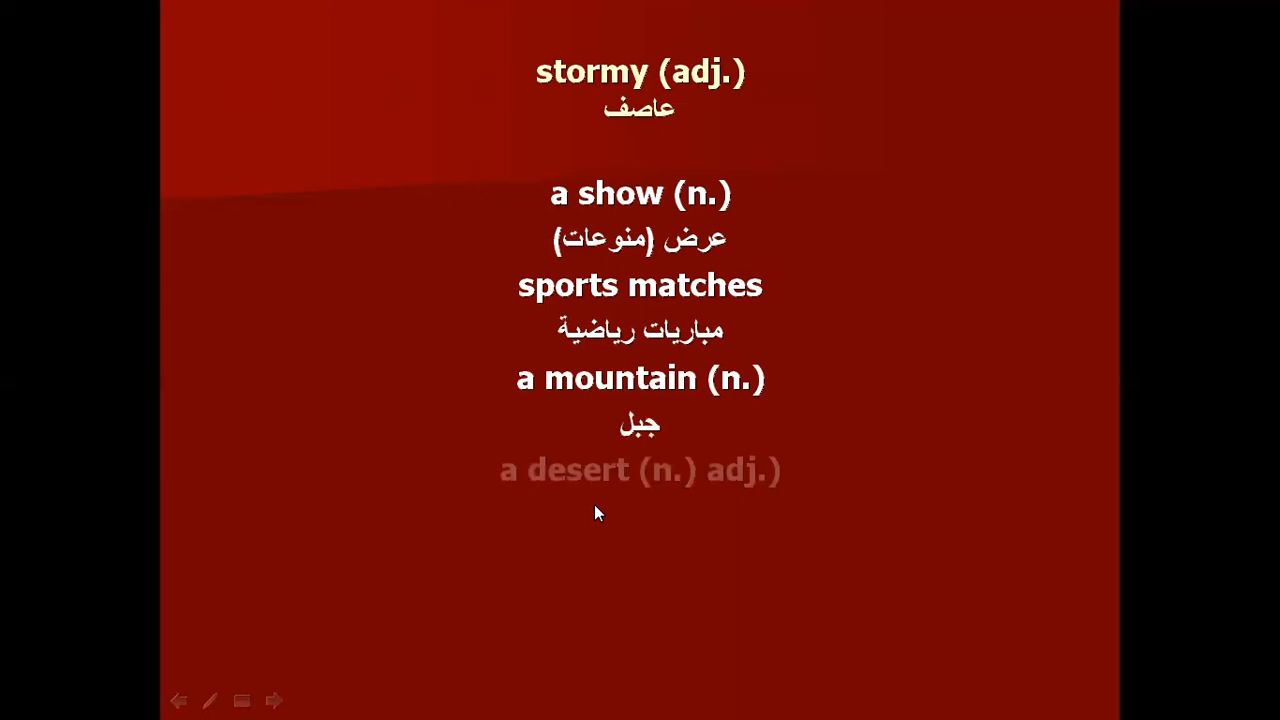 stormy (adj.)
عاصف
a show (n.)
عرض (منوعات)
sports matches
مباريات رياضية
a mountain (n.)
جبل
a desert (n.) adj.)